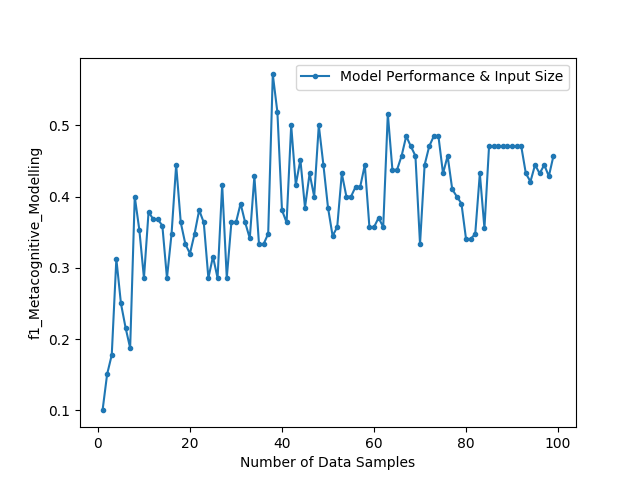 Model Performance & Input Size
f1_Metacognitive_Modelling
0.5
0.4
0.3
0.2
0.1
0 20 40 60 80 100
Number of Data Samples